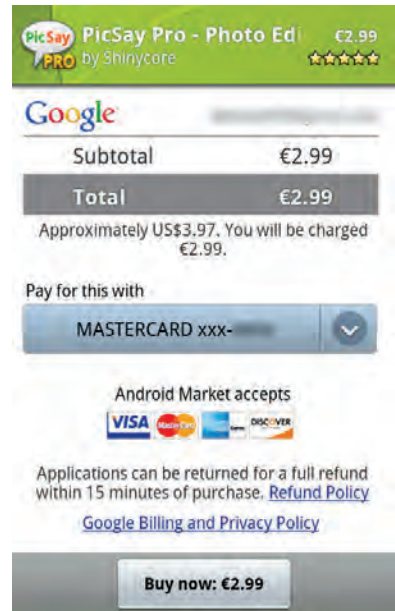 PicSay PRO
PicSay Pro - Photo Edi €2.99
by Shinycore
Google
Subtotal €2.99
Total €2.99
Approximately US$3.97. You will be charged
€2.99.
Pay for this with
MASTERCARD xxx-
Android Market accepts
VISA MasterCard DISCOVER
Applications can be returned for a full refund
within 15 minutes of purchase. Refund Policy
Google Billing and Privacy Policy
Buy now: €2.99